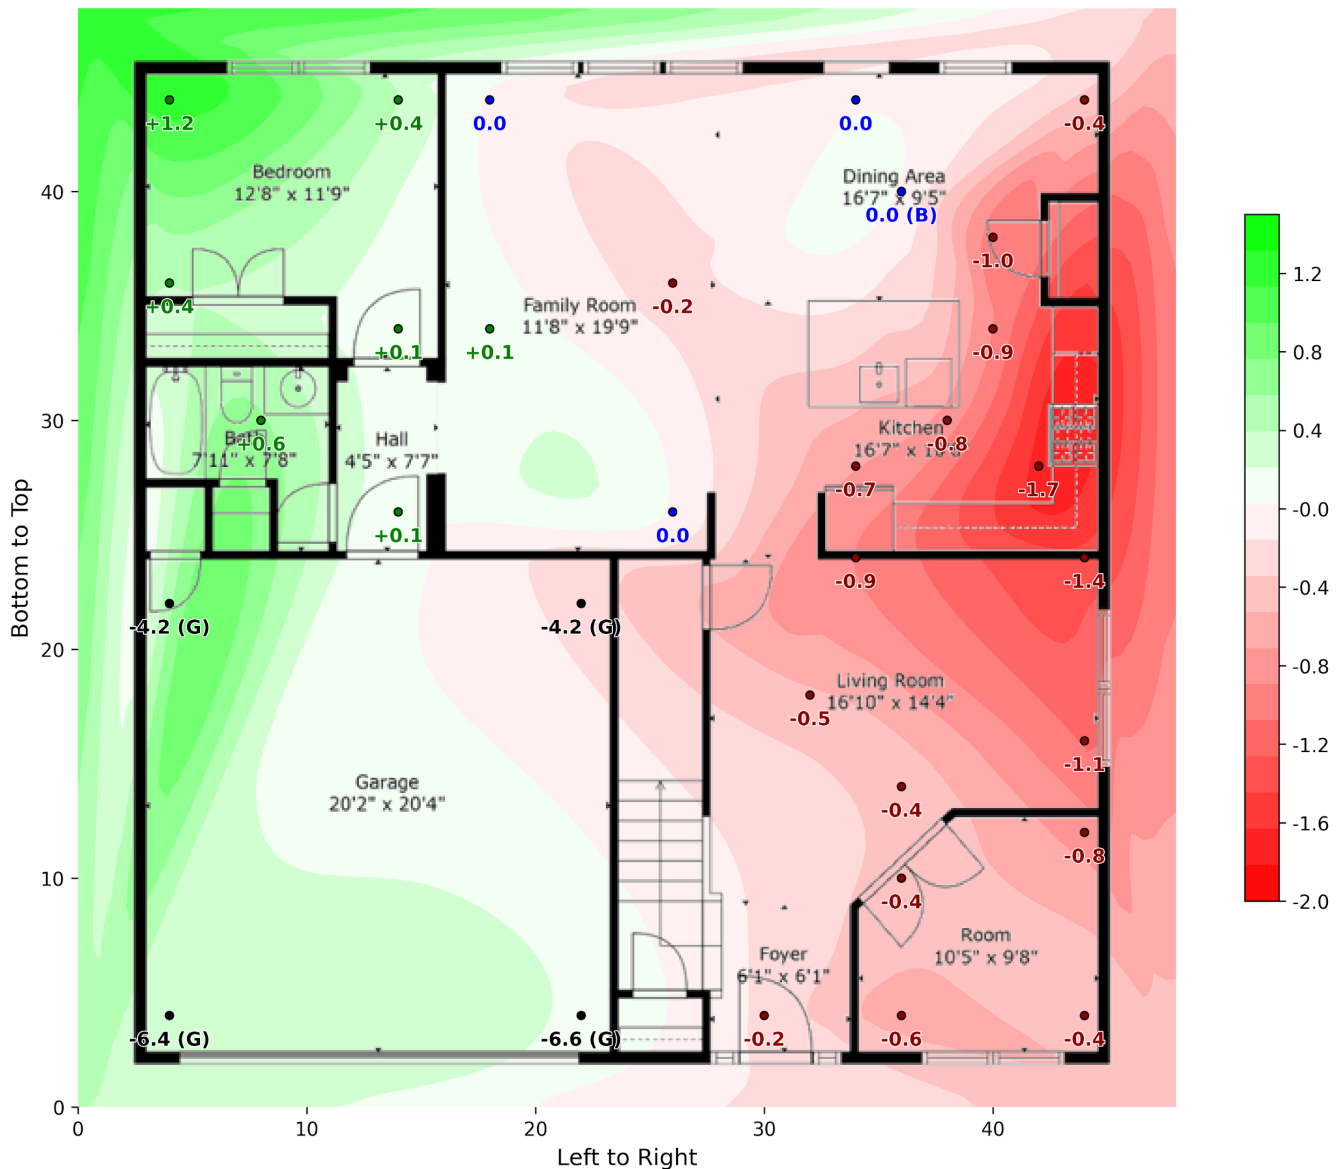 +1.2
+0.4
0.0
0.0
-0.4
Bedroom
12'8" x 11'9"
Dining Area
16'7" x 9'5"
0.0 (B)
40
-1.0
1.2
+0.4
Family Room
11'8" x 19'9"
-0.2
+0.1
+0.1
-0.9
0.8
30
+0.6
7'11" x 7'8"
Hall
4'5" x 7'7"
Kitchen
-0.8
16'7" x
0.4
-0.7
-1.7
+0.1
0.0
-0.0
-0.9
-1.4
-0.4
Bottom to Top
-4.2 (G)
-4.2 (G)
20
Living Room
16'10" x 14'4"
-0.5
-0.8
-1.1
-1.2
Garage
20'2" x 20'4"
-0.4
-1.6
-0.8
10
-0.4
-2.0
Foyer
6'1" x 6'1"
Room
10'5" x 9'8"
-6.4 (G)
-6.6 (G)
-0.2
-0.6
-0.4
0
0
10
20
30
40
Left to Right